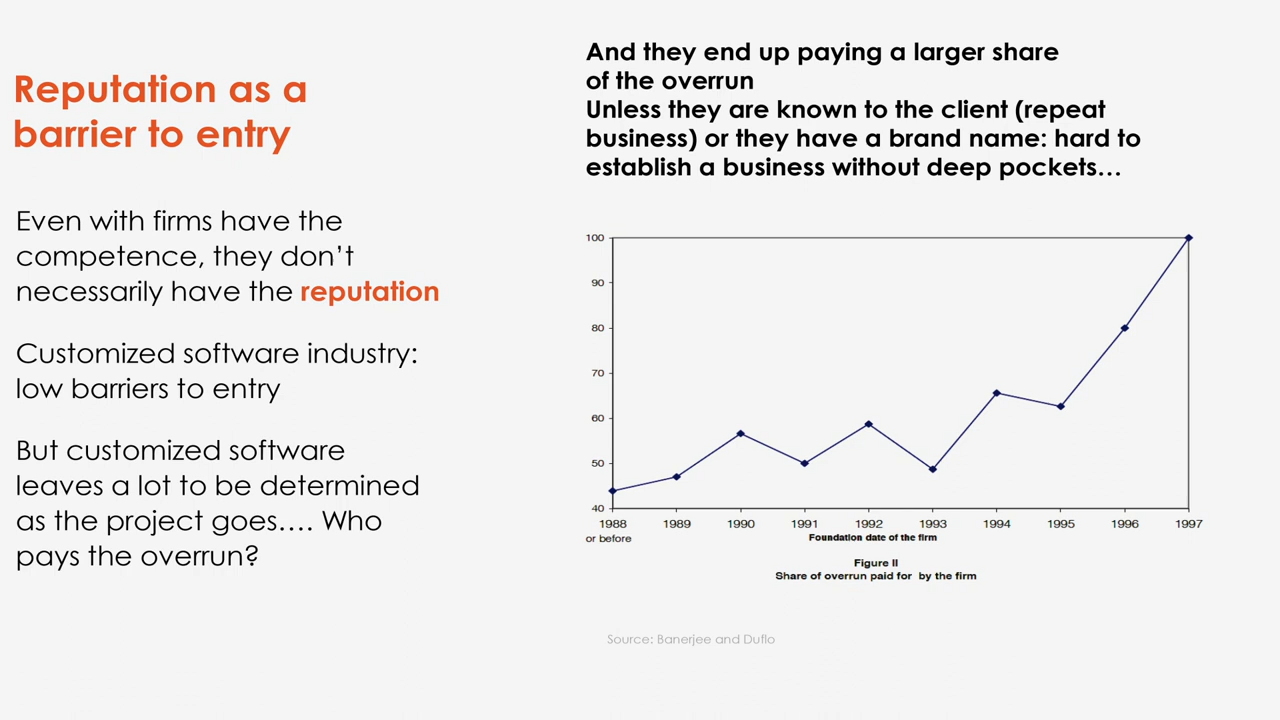 Reputation as a
barrier to entry
Even with firms have the
competence, they don’t
necessarily have the reputation
Customized software industry:
low barriers to entry
But customized software
leaves a lot to be determined
as the project goes…. Who
pays the overrun?
And they end up paying a larger share
of the overrun
Unless they are known to the client (repeat
business) or they have a brand name: hard to
establish a business without deep pockets…
100
90
80
70
60
50
40
1988 1989 1990 1991 1992 1993 1994 1995 1996 1997
or before
Foundation date of the firm
Figure II
Share of overrun paid for by the firm
Source: Banerjee and Duflo